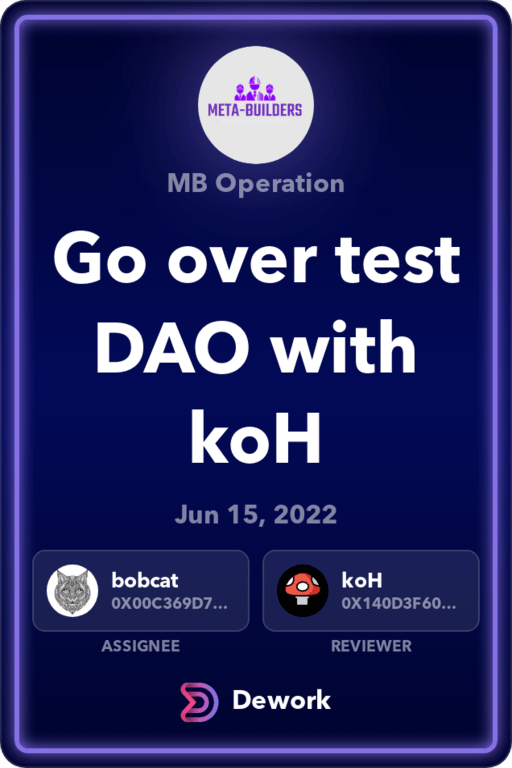 META-BUILDERS
MB Operation
Go over test
DAO with
koH
Jun 15, 2022
bobcat
0X00C369D7...
ASSIGNEE
koH
0X140D3F60...
REVIEWER
Dework